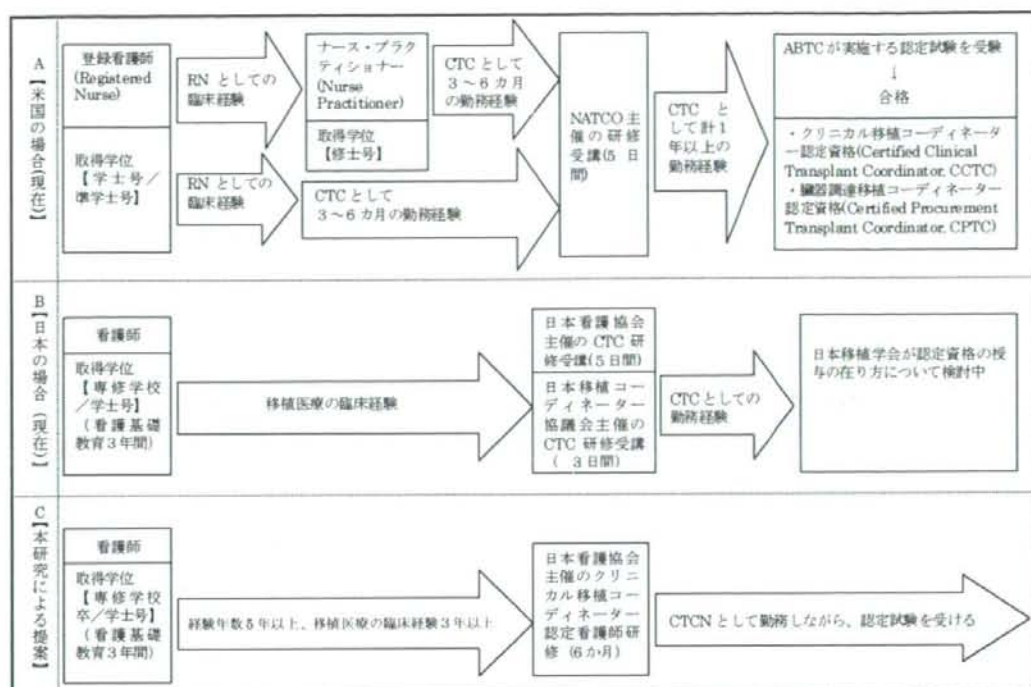 A【米国の場合(現在)】
登録看護師
(Registered
Nurse)
取得学位
【学士号／
準学士号】
RN としての
臨床経験
RN としての
臨床経験
ナース・プラク
ティショナー
(Nurse
Practitioner)
取得学位
【修士号】
CTC として
3～6 カ月
の勤務経験
CTC として
3～6 カ月の勤務経験
NATCO 主
催の研修
受講(5 日
間)
CTC と
して計 1
年以上の
勤務経験
ABTC が実施する認定試験を受験
↓
合格
・クリニカル移植コーディネータ
ー認定資格(Certified Clinical
Transplant Coordinator, CCTC)
・臓器調達移植コーディネーター
認定資格(Certified Procurement
Transplant Coordinator, CPTC)
B【日本の場合（現在)】
看護師
取得学位
【専修学校
/学士号】
（看護基礎
教育3年間)
移植医療の臨床経験
日本看護協会
主催の CTC 研
修受講(5日間)
日本移植コー
ディネーター
協議会主催の
CTC 研修受講
（ 3日間)
CTC としての
勤務経験
日本移植学会が認定資格の授
与の在り方について検討中
C【本研究による提案】
看護師
取得学位
【専修学校
卒／学士号】
(看護基礎教
育3年間)
経験年数5年以上、移植医療の臨床経験3年以上
日本看護協会
主催のクリニ
カル移植コー
ディネーター
認定看護師研
修 (6か月)
CTCN として勤務しながら、認定試験を受ける